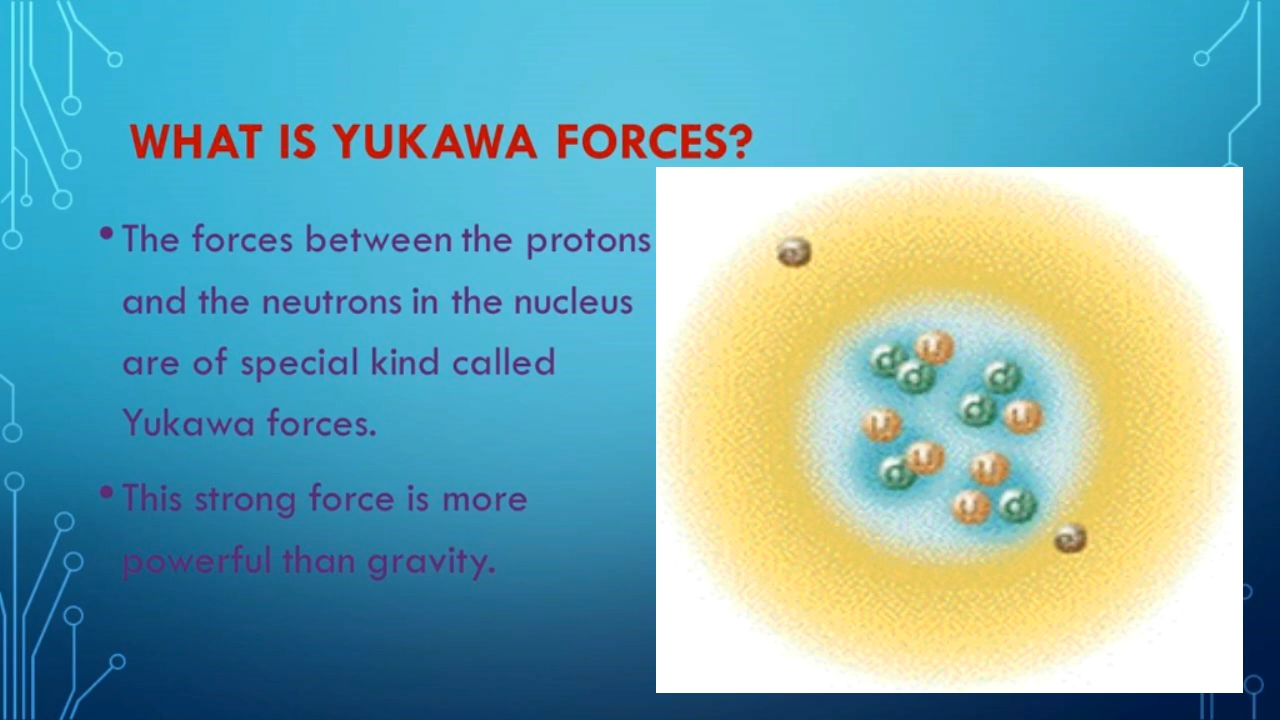 WHAT IS YUKAWA FORCES?
• The forces between the protons
and the neutrons in the nucleus
are of special kind called
Yukawa forces.
• This strong force is more
powerful than gravity.
e
d u
d
d
d u
u
u
d
u
u d
e